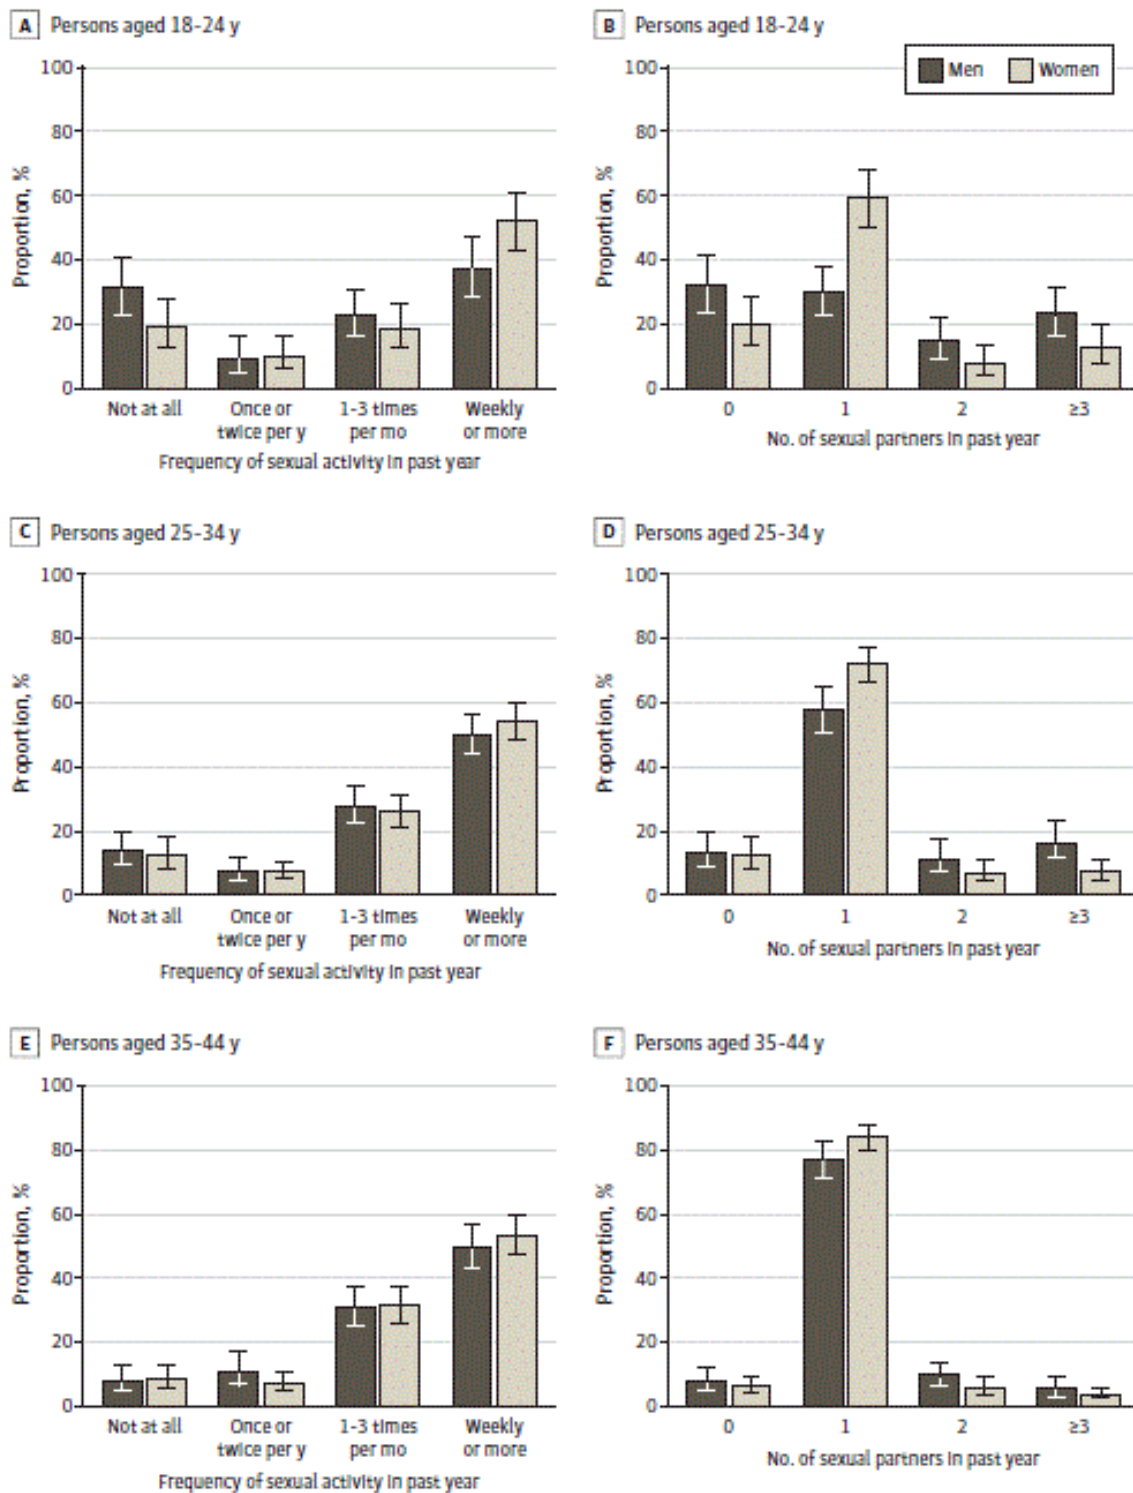 A Persons aged 18-24 y
100
80
60
40
20
0
Proportion, %
Not at all
Once or
twice per y
1-3 times
per mo
Weekly
or more
Frequency of sexual activity in past year
B Persons aged 18-24 y
Men
Women
100
80
60
40
20
0
Proportion, %
0
1
2
≥3
No. of sexual partners in past year
C Persons aged 25-34 y
100
80
60
40
20
0
Proportion, %
Not at all
Once or
twice per y
1-3 times
per mo
Weekly
or more
Frequency of sexual activity in past year
D Persons aged 25-34 y
100
80
60
40
20
0
Proportion, %
0
1
2
≥3
No. of sexual partners in past year
E Persons aged 35-44 y
100
80
60
40
20
0
Proportion, %
Not at all
Once or
twice per y
1-3 times
per mo
Weekly
or more
Frequency of sexual activity in past year
F Persons aged 35-44 y
100
80
60
40
20
0
Proportion, %
0
1
2
≥3
No. of sexual partners in past year